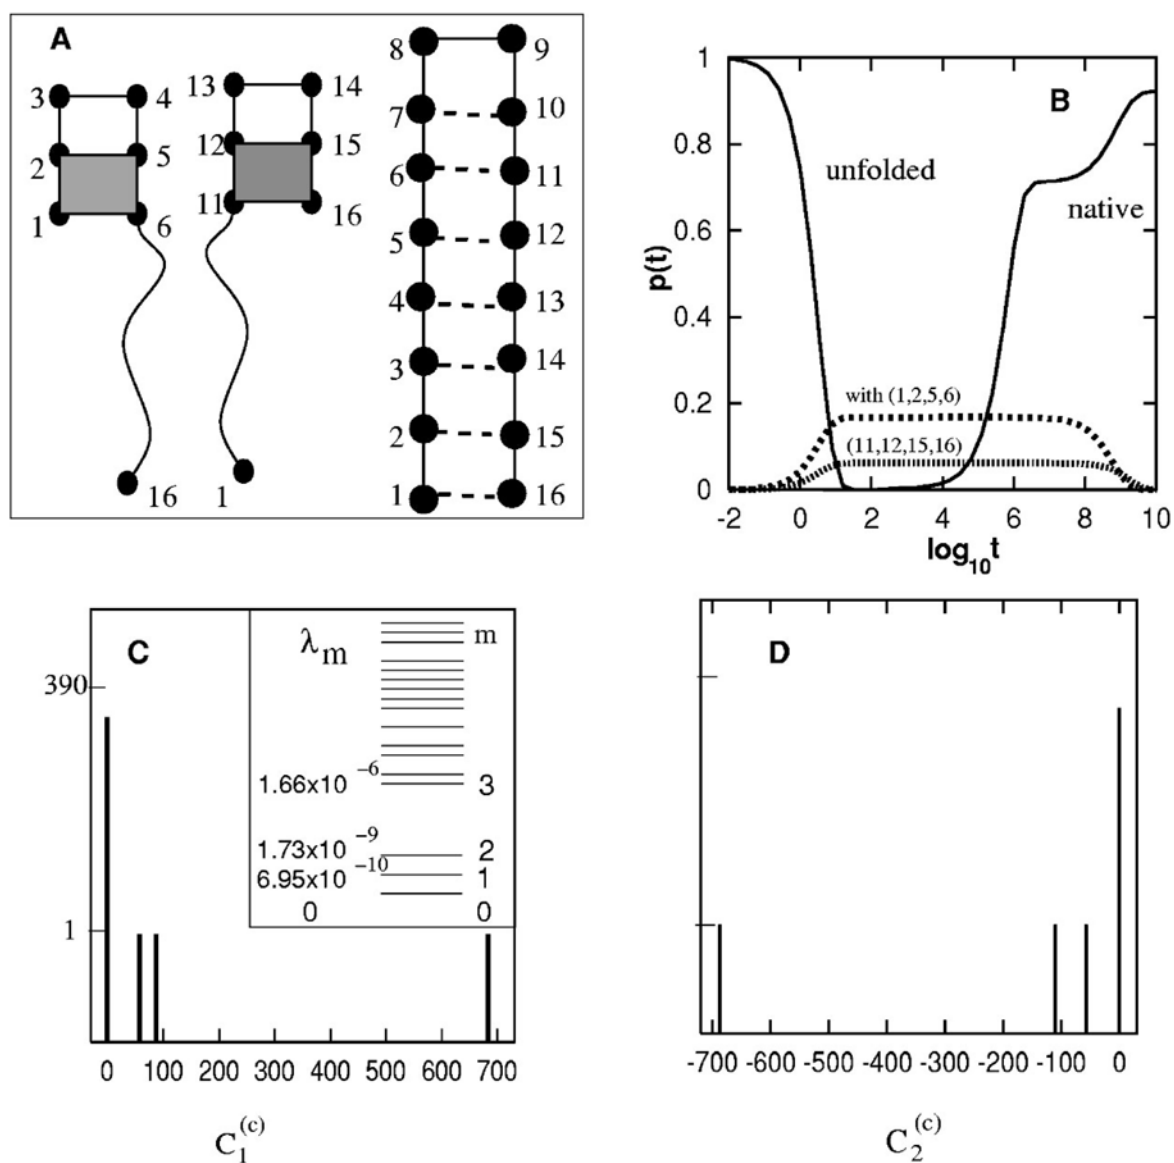 A
3 4
2 5
1 6
16
13 14
12 15
11 16
1
8 9
7 10
6 11
5 12
4 13
3 14
2 15
1 16
B
p(t)
1
0.8
0.6
0.4
0.2
0
unfolded
native
with (1,2,5,6)
(11,12,15,16)
-2 0 2 4 6 8 10
log₁₀t
C
390
1
λₘ m
1.66x10⁻⁶ 3
1.73x10⁻⁹ 2
6.95x10⁻¹⁰ 1
0 0
0 100 200 300 400 500 600 700
C₁⁽ᶜ⁾
D
-700 -600 -500 -400 -300 -200 -100 0
C₂⁽ᶜ⁾